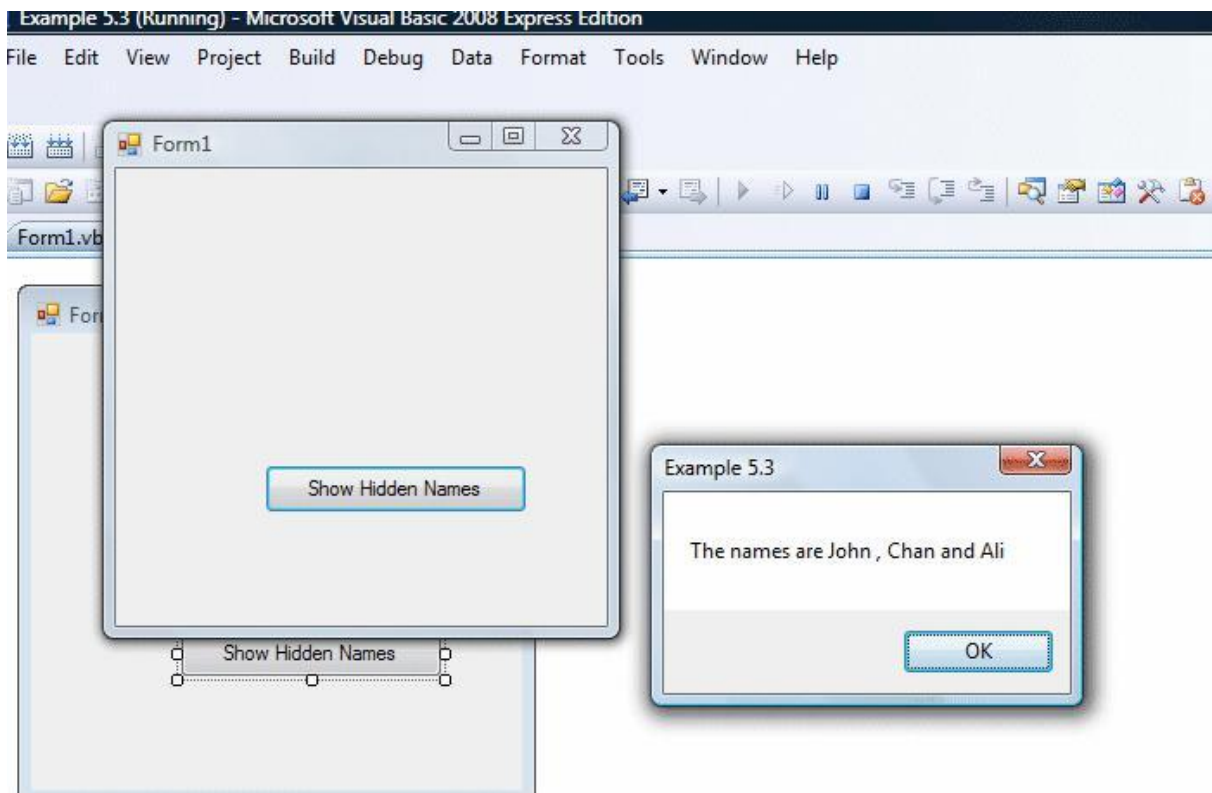 Example 5.3 (Running) - Microsoft Visual Basic 2008 Express Edition
File Edit View Project Build Debug Data Format Tools Window Help
Form1
Form1.vb
Show Hidden Names
Example 5.3
The names are John , Chan and Ali
OK
Show Hidden Names